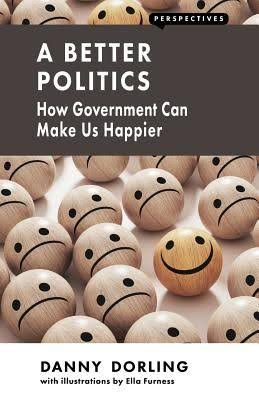 PERSPECTIVES
A BETTER
POLITICS
How Government Can
Make Us Happier
DANNY DORLING
with illustrations by Ella Furness